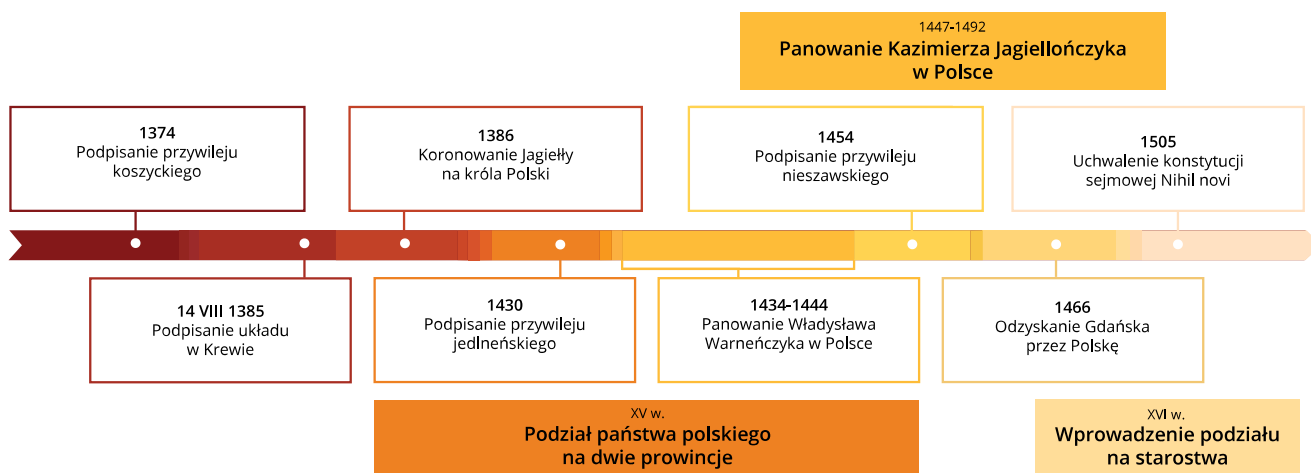 1447-1492
Panowanie Kazimierza Jagiellończyka
w Polsce
1374
Podpisanie przywileju
koszyckiego
1386
Koronowanie Jagiełły
na króla Polski
1454
Podpisanie przywileju
nieszawskiego
1505
Uchwalenie konstytucji
sejmowej Nihil novi
14 VIII 1385
Podpisanie układu
w Krewie
1430
Podpisanie przywileju
jedlneńskiego
1434-1444
Panowanie Władysława
Warneńczyka w Polsce
1466
Odzyskanie Gdańska
przez Polskę
XV w.
Podział państwa polskiego
na dwie prowincje
XVI w.
Wprowadzenie podziału
na starostwa